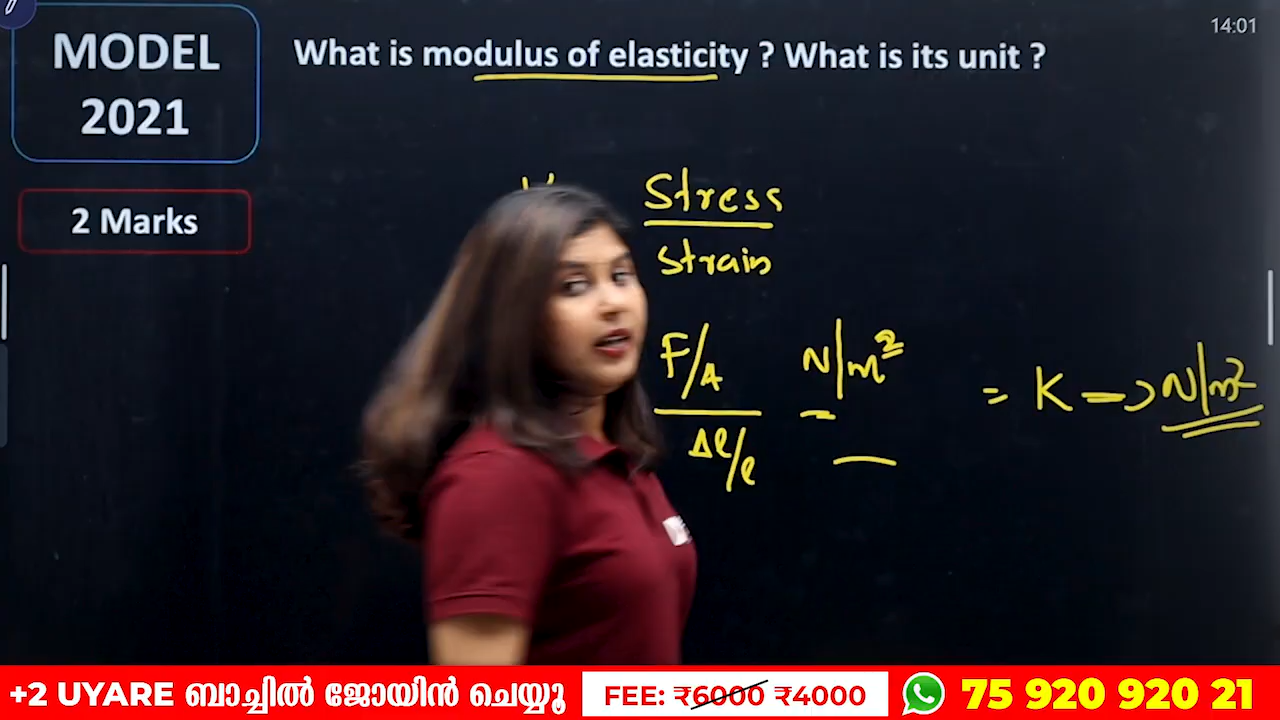 14:01
MODEL
2021
What is modulus of elasticity ? What is its unit ?
2 Marks
Stress
Strain
F/A N/m²
Δl/l
= K → N/m²
+2 UYARE ബാച്ചിൽ ജോയിൻ ചെയ്യൂ
FEE: ₹6000 ₹4000
75 920 920 21